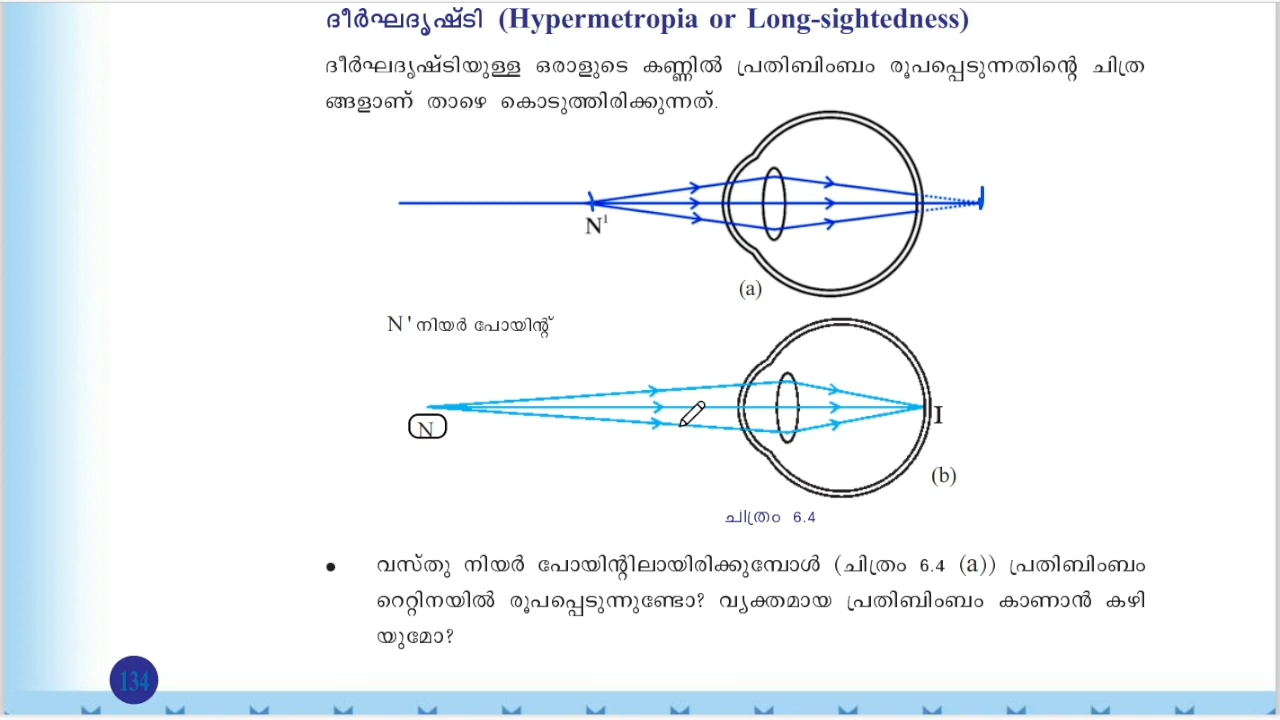 ദീർഘദൃഷ്ടി (Hypermetropia or Long-sightedness)
ദീർഘദൃഷ്ടിയുള്ള ഒരാളുടെ കണ്ണിൽ പ്രതിബിംബം രൂപപ്പെടുന്നതിന്റെ ചിത്ര
ങ്ങളാണ് താഴെ കൊടുത്തിരിക്കുന്നത്.
N'
(a)
N ' നിയർ പോയിന്റ്
N
I
(b)
ചിത്രം 6.4
• വസ്തു നിയർ പോയിന്റിലായിരിക്കുമ്പോൾ (ചിത്രം 6.4 (a)) പ്രതിബിംബം
റെറ്റിനയിൽ രൂപപ്പെടുന്നുണ്ടോ? വ്യക്തമായ പ്രതിബിംബം കാണാൻ കഴി
യുമോ?
134